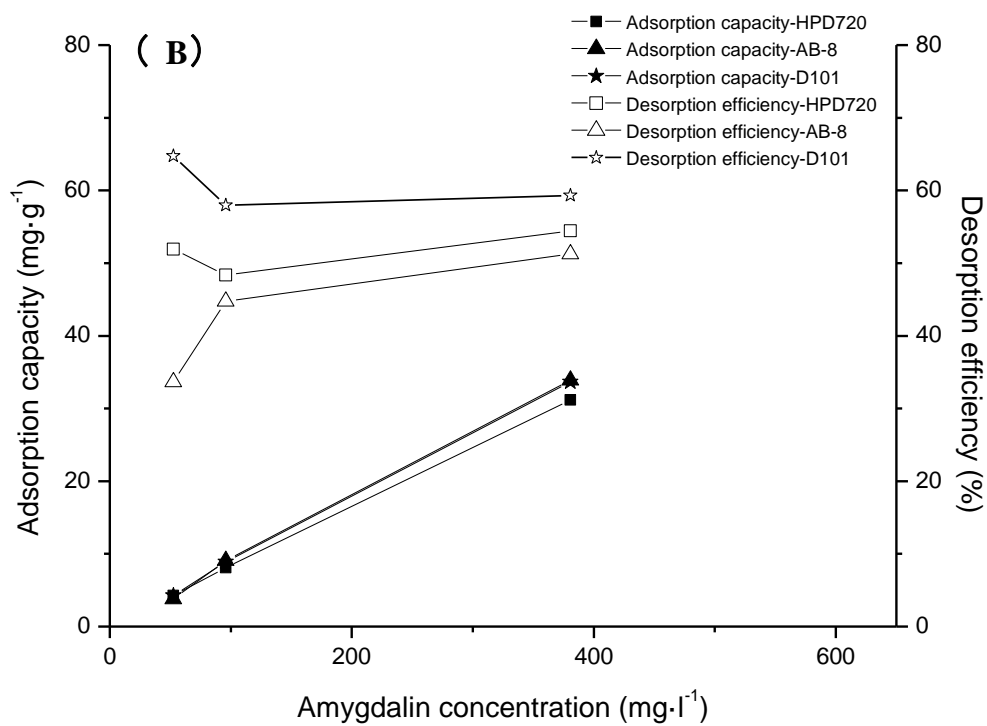 Adsorption capacity-HPD720
Adsorption capacity-AB-8
Adsorption capacity-D101
Desorption efficiency-HPD720
Desorption efficiency-AB-8
Desorption efficiency-D101
( B)
80
60
40
20
0
Adsorption capacity (mg·g⁻¹)
80
60
40
20
0
Desorption efficiency (%)
0 200 400 600
Amygdalin concentration (mg·l⁻¹)